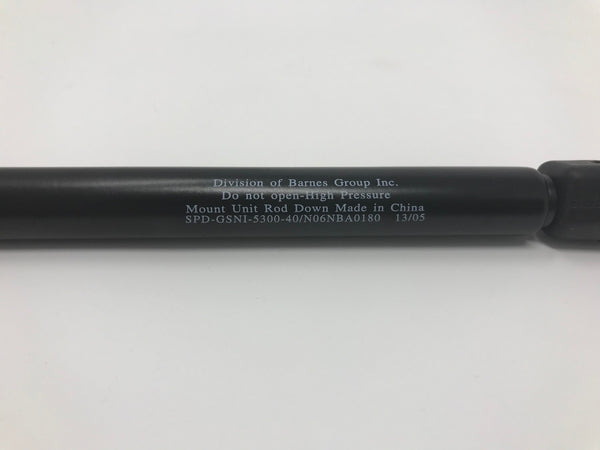 Division of Barnes Group Inc.
Do not open-High Pressure
Mount Unit Rod Down Made in China
SPD-GSNI-5300-40/N06NBA0180 13/05